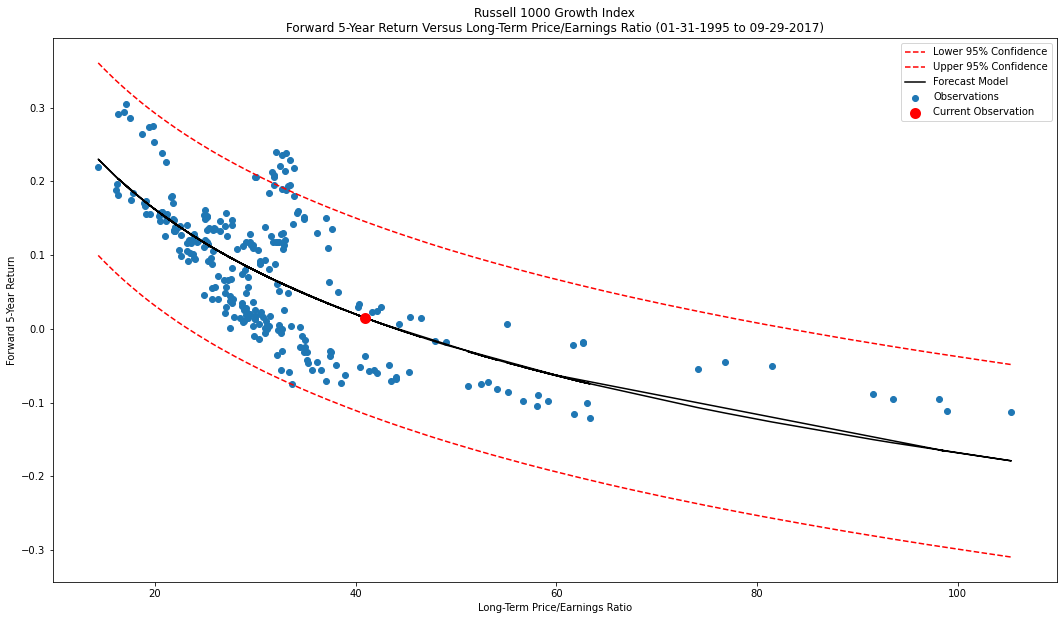 Russell 1000 Growth Index
Forward 5-Year Return Versus Long-Term Price/Earnings Ratio (01-31-1995 to 09-29-2017)
Lower 95% Confidence
Upper 95% Confidence
Forecast Model
Observations
Current Observation
Forward 5-Year Return
0.3
0.2
0.1
0.0
−0.1
−0.2
−0.3
20
40
60
80
100
Long-Term Price/Earnings Ratio